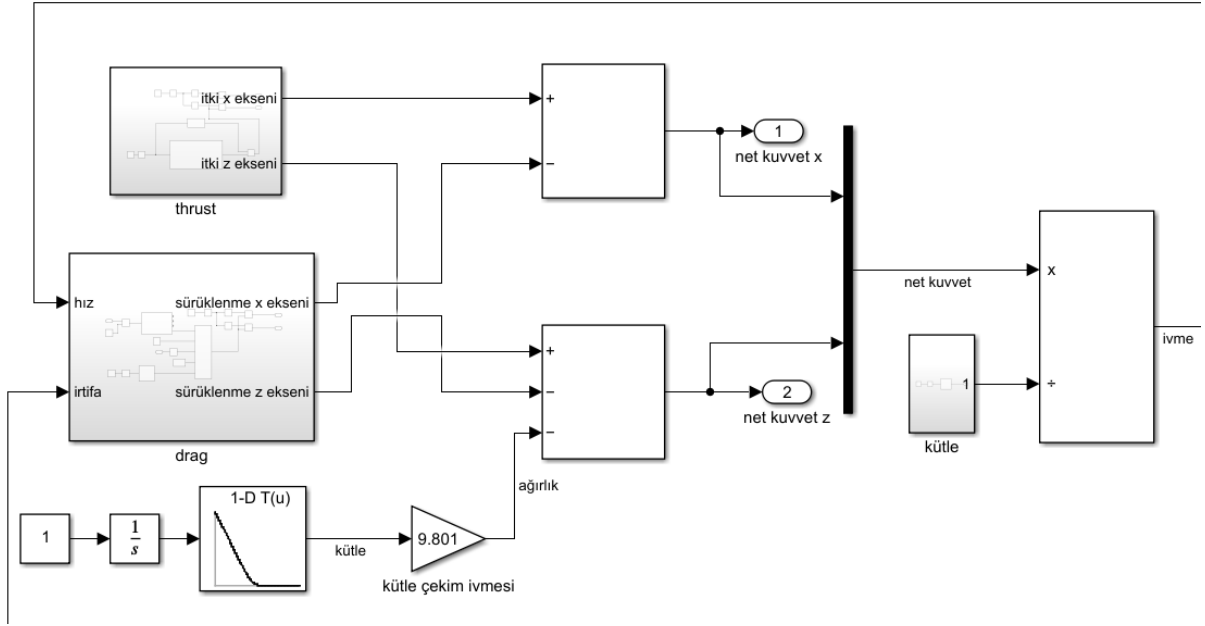 itki x ekseni
itki z ekseni
thrust
+
−
1
net kuvvet x
hız
irtifa
sürüklenme x ekseni
sürüklenme z ekseni
drag
+
−
−
2
net kuvvet z
net kuvvet
x
÷
ivme
1
kütle
ağırlık
1
1
s
1-D T(u)
kütle
9.801
kütle çekim ivmesi